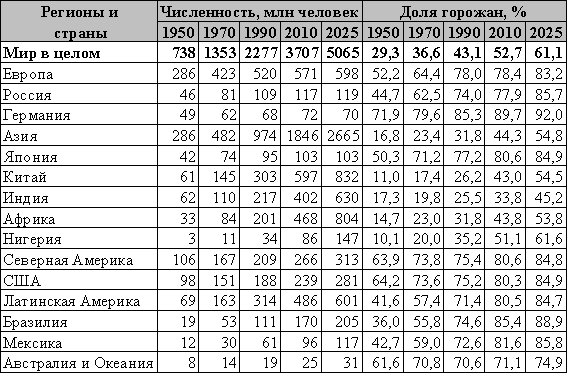 Регионы и страны Численность, млн человек Доля горожан, %
1950 1970 1990 2010 2025 1950 1970 1990 2010 2025
Мир в целом 738 1353 2277 3707 5065 29,3 36,6 43,1 52,7 61,1
Европа 286 423 520 571 598 52,2 64,4 78,0 78,4 83,2
Россия 46 81 109 117 119 44,7 62,5 74,0 77,9 85,7
Германия 49 62 68 72 70 71,9 79,6 85,3 89,7 92,0
Азия 286 482 974 1846 2665 16,8 23,4 31,8 44,3 54,8
Япония 42 74 95 103 103 50,3 71,2 77,2 80,6 84,9
Китай 61 145 303 597 832 11,0 17,4 26,2 43,0 54,5
Индия 62 110 217 402 630 17,3 19,8 25,5 33,8 45,2
Африка 33 84 201 468 804 14,7 23,0 31,8 43,8 53,8
Нигерия 3 11 34 86 147 10,1 20,0 35,2 51,1 61,6
Северная Америка 106 167 209 266 313 63,9 73,8 75,4 80,6 84,8
США 98 151 188 239 281 64,2 73,6 75,2 80,3 84,9
Латинская Америка 69 163 314 486 601 41,6 57,4 71,4 80,5 84,7
Бразилия 19 53 111 170 205 36,0 55,8 74,6 85,4 88,9
Мексика 12 30 61 96 117 42,7 59,0 72,6 81,6 85,8
Австралия и Океания 8 14 19 25 31 61,6 70,8 70,6 71,1 74,9